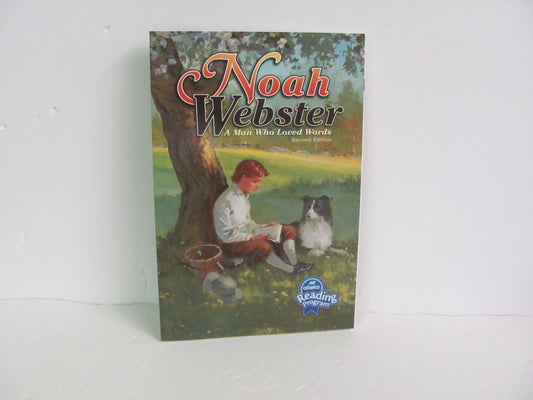 Noah
Webster
A Man Who Loved Words
Second Edition
abeka
Reading
Program